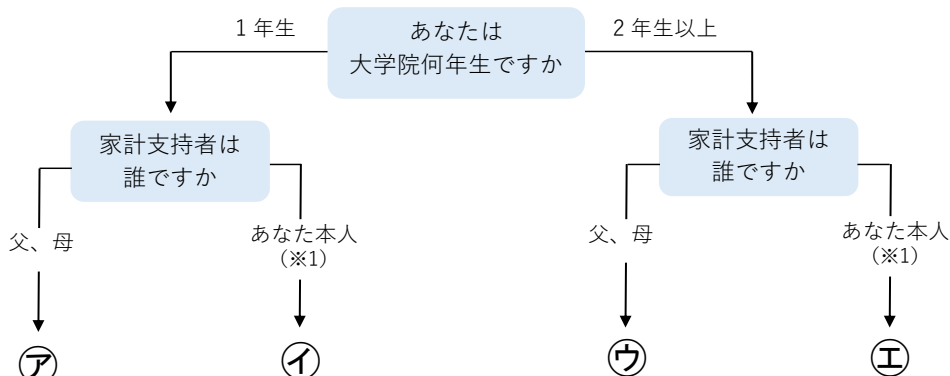 あなたは
大学院何年生ですか
1 年生
2 年生以上
家計支持者は
誰ですか
家計支持者は
誰ですか
父、母
あなた本人
(※1)
父、母
あなた本人
(※1)
㋐
㋑
㋒
㋓